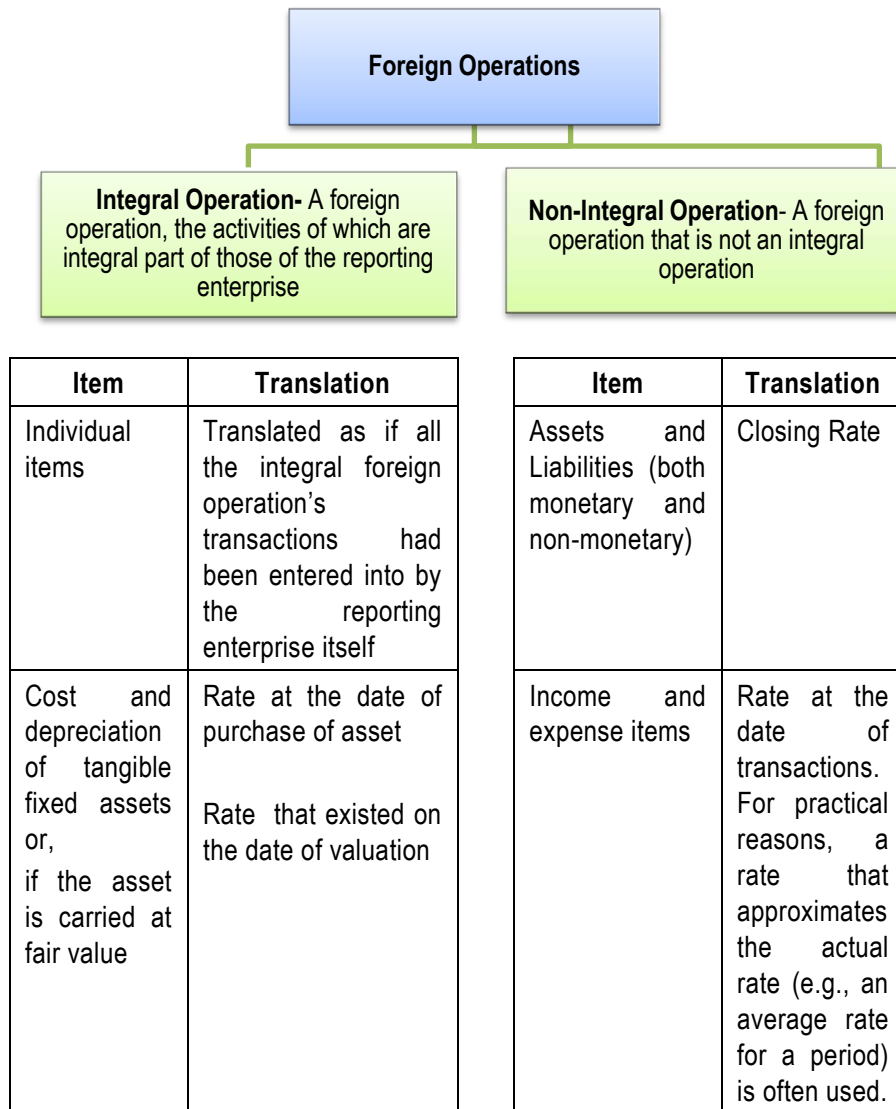 Foreign Operations
Integral Operation- A foreign
operation, the activities of which are
integral part of those of the reporting
enterprise
Non-Integral Operation- A foreign
operation that is not an integral
operation
Item
Translation
Individual
items
Translated as if all
the integral foreign
operation’s
transactions had
been entered into by
the reporting
enterprise itself
Cost and
depreciation
of tangible
fixed assets
or,
if the asset
is carried at
fair value
Rate at the date of
purchase of asset
Rate that existed on
the date of valuation
Item
Translation
Assets and
Liabilities (both
monetary and
non-monetary)
Closing Rate
Income and
expense items
Rate at the
date of
transactions.
For practical
reasons, a
rate that
approximates
the actual
rate (e.g., an
average rate
for a period)
is often used.